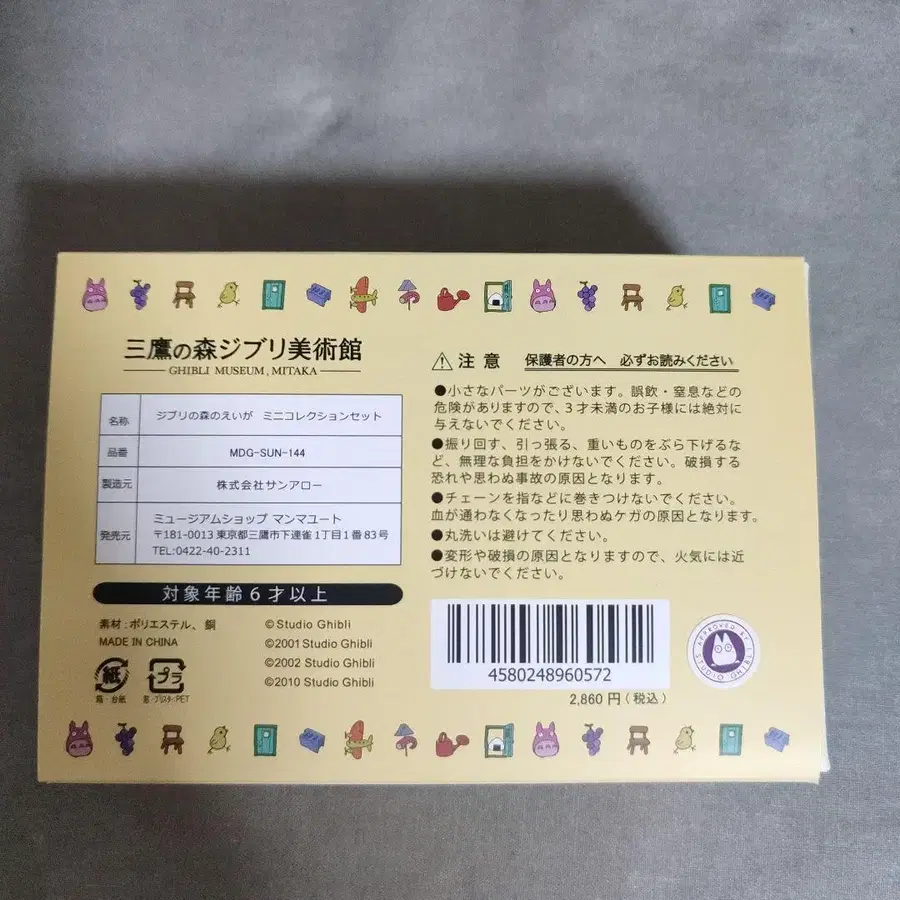 三鷹の森ジブリ美術館
GHIBLI MUSEUM, MITAKA
名称 ジブリの森のえいが ミニコレクションセット
品番 MDG-SUN-144
製造元 株式会社サンアロー
発売元 ミュージアムショップ マンマユート
〒181-0013 東京都三鷹市下連雀1丁目1番83号
TEL:0422-40-2311
対象年齢6才以上
素材:ポリエステル、銅
MADE IN CHINA
紙
箱・台紙
プラ
窓・ブリスター:PET
©Studio Ghibli
©2001 Studio Ghibli
©2002 Studio Ghibli
©2010 Studio Ghibli
注意 保護者の方へ 必ずお読みください
●小さなパーツがございます。誤飲・窒息などの
危険がありますので、3才未満のお子様には絶対に
与えないでください。
●振り回す、引っ張る、重いものをぶら下げるな
ど、無理な負担をかけないでください。破損する
恐れや思わぬ事故の原因となります。
●チェーンを指などに巻きつけないでください。
血が通わなくなったり思わぬケガの原因となります。
●丸洗いは避けてください。
●変形や破損の原因となりますので、火気には近
づけないでください。
4580248960572
2,860円(税込)
APPROVED BY STUDIO GHIBLI